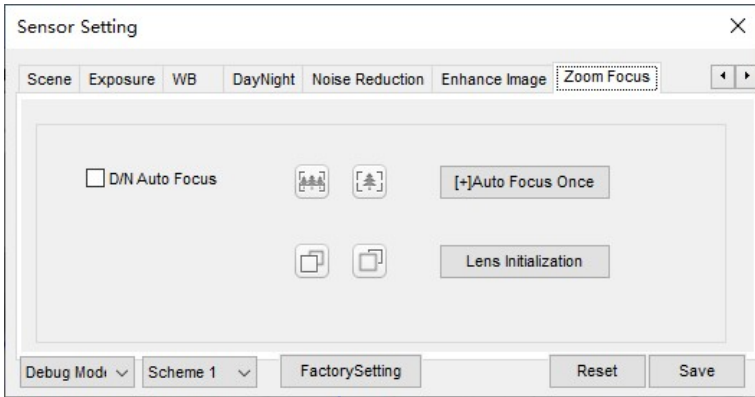 Sensor Setting
Scene Exposure WB DayNight Noise Reduction Enhance Image Zoom Focus
D/N Auto Focus [+]Auto Focus Once
Lens Initialization
Debug Mode Scheme 1 FactorySetting Reset Save